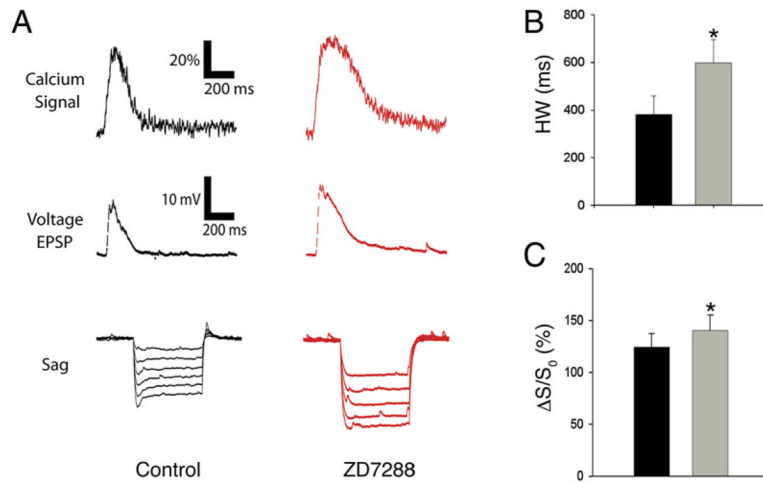 A
Calcium
Signal
20%
200 ms
Voltage
EPSP
10 mV
200 ms
Sag
Control
ZD7288
B
HW (ms)
800
600
400
200
0
*
C
ΔS/S₀ (%)
200
150
100
50
0
*